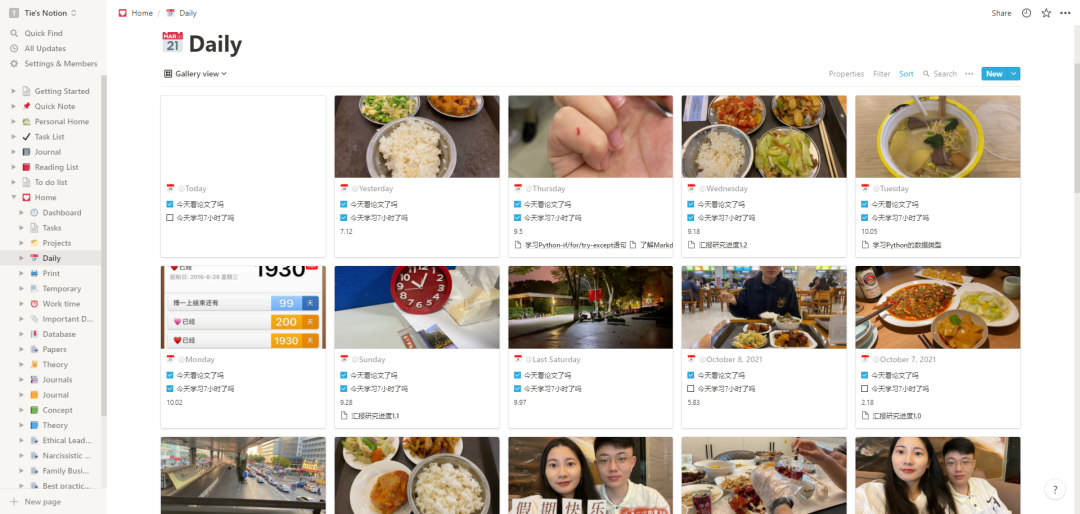 Tie's Notion
Quick Find
All Updates
Settings & Members
Getting Started
Quick Note
Personal Home
Task List
Journal
Reading List
To do list
Home
Dashboard
Tasks
Projects
Daily
Print
Temporary
Work time
Important D...
Database
Papers
Theory
Journals
Journal
Concept
Theory
Ethical Lead...
Narcissistic ...
Family Busi...
Best practic...
New page
Home / Daily
Share
MAR 21 Daily
Gallery view
Properties Filter Sort Search New
@Today
今天看论文了吗
今天学习7小时了吗
@Yesterday
今天看论文了吗
今天学习7小时了吗
7.12
@Thursday
今天看论文了吗
今天学习7小时了吗
9.5
学习Python-if/for/try-except语句 了解Markd
@Wednesday
今天看论文了吗
今天学习7小时了吗
9.18
汇报研究进度1.2
@Tuesday
今天看论文了吗
今天学习7小时了吗
10.05
学习Python的数据类型
已经 1930
起始日: 2016-6-29 星期三
博一上结束还有 99 天
已经 200 天
已经 1930 天
@Monday
今天看论文了吗
今天学习7小时了吗
10.02
@Sunday
今天看论文了吗
今天学习7小时了吗
9.28
汇报研究进度1.1
@Last Saturday
今天看论文了吗
今天学习7小时了吗
9.97
@October 8, 2021
今天看论文了吗
今天学习7小时了吗
5.83
@October 7, 2021
今天看论文了吗
今天学习7小时了吗
2.18
汇报研究进度1.0
假期快乐
?